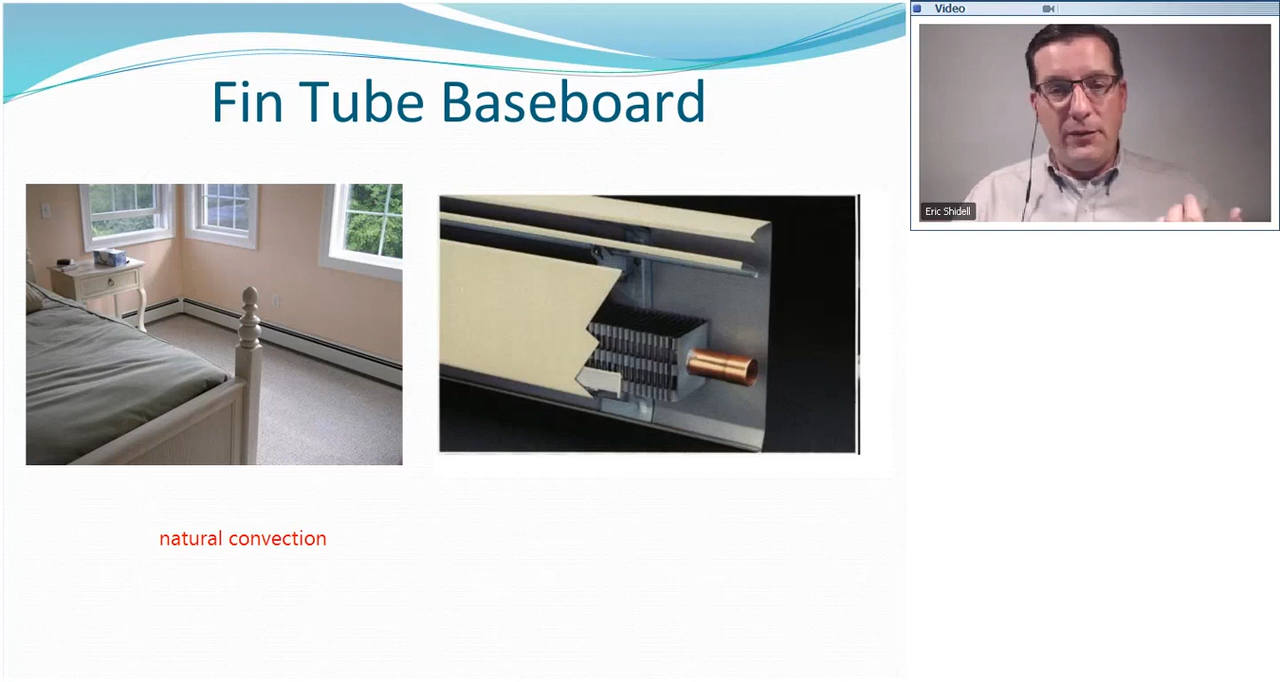 Fin Tube Baseboard
natural convection
Video
Eric Shidell